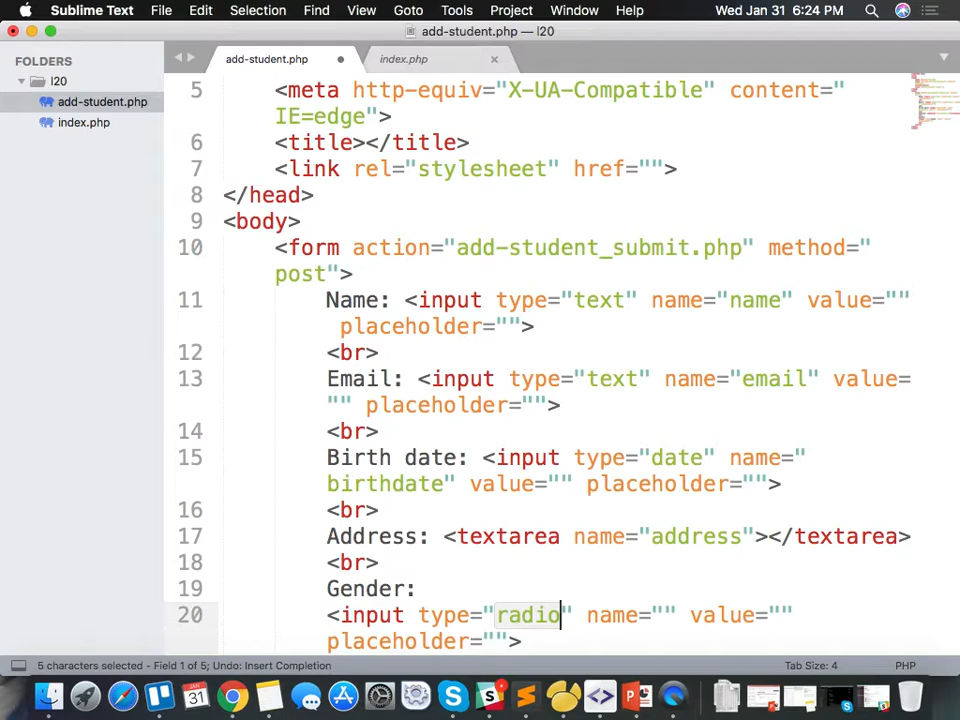 Sublime Text File Edit Selection Find View Goto Tools Project Window Help Wed Jan 31 6:24 PM
add-student.php — l20
FOLDERS
l20
add-student.php
index.php
add-student.php
index.php
5 <meta http-equiv="X-UA-Compatible" content="
IE=edge">
6 <title></title>
7 <link rel="stylesheet" href="">
8 </head>
9 <body>
10 <form action="add-student_submit.php" method="
post">
11 Name: <input type="text" name="name" value=""
placeholder="">
12 <br>
13 Email: <input type="text" name="email" value=
"" placeholder="">
14 <br>
15 Birth date: <input type="date" name="
birthdate" value="" placeholder="">
16 <br>
17 Address: <textarea name="address"></textarea>
18 <br>
19 Gender:
20 <input type="radio" name="" value=""
placeholder="">
5 characters selected - Field 1 of 5; Undo: Insert Completion Tab Size: 4 PHP